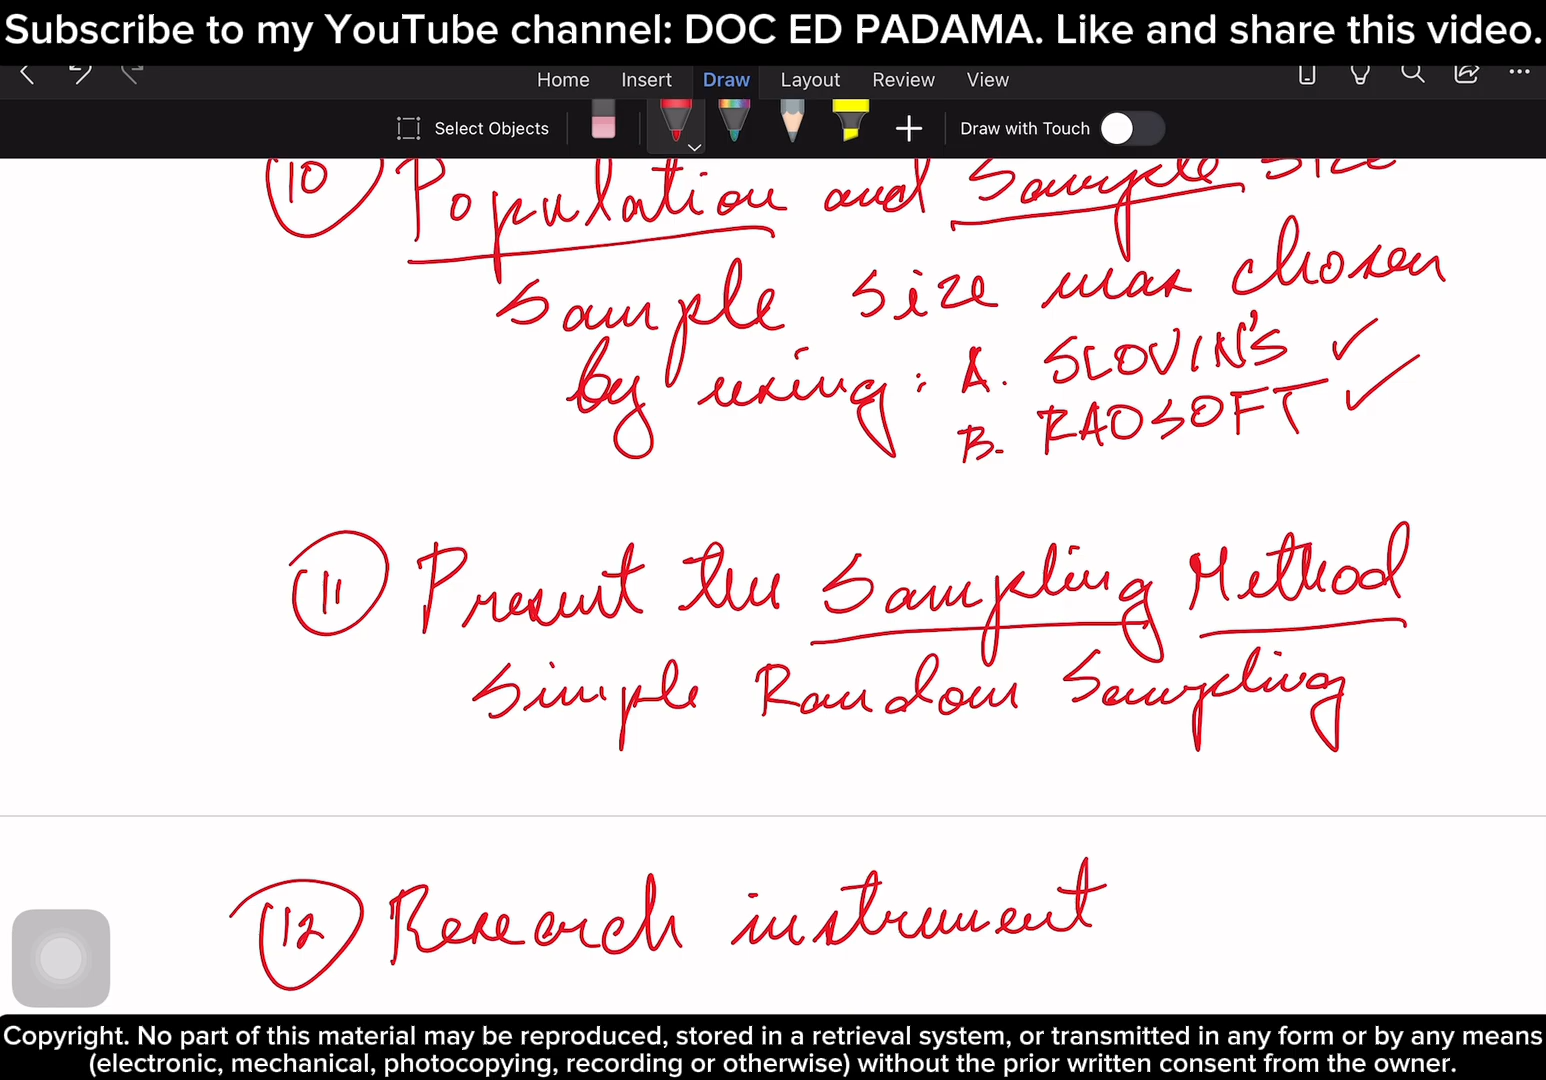 Subscribe to my YouTube channel: DOC ED PADAMA. Like and share this video.
Home Insert Draw Layout Review View
Select Objects Draw with Touch
10 Population and Sample Size
Sample size was chosen
by using: A. SLOVIN'S ✓
B. RAOSOFT ✓
11 Present the Sampling Method
Simple Random Sampling
12 Research instrument
Copyright. No part of this material may be reproduced, stored in a retrieval system, or transmitted in any form or by any means
(electronic, mechanical, photocopying, recording or otherwise) without the prior written consent from the owner.